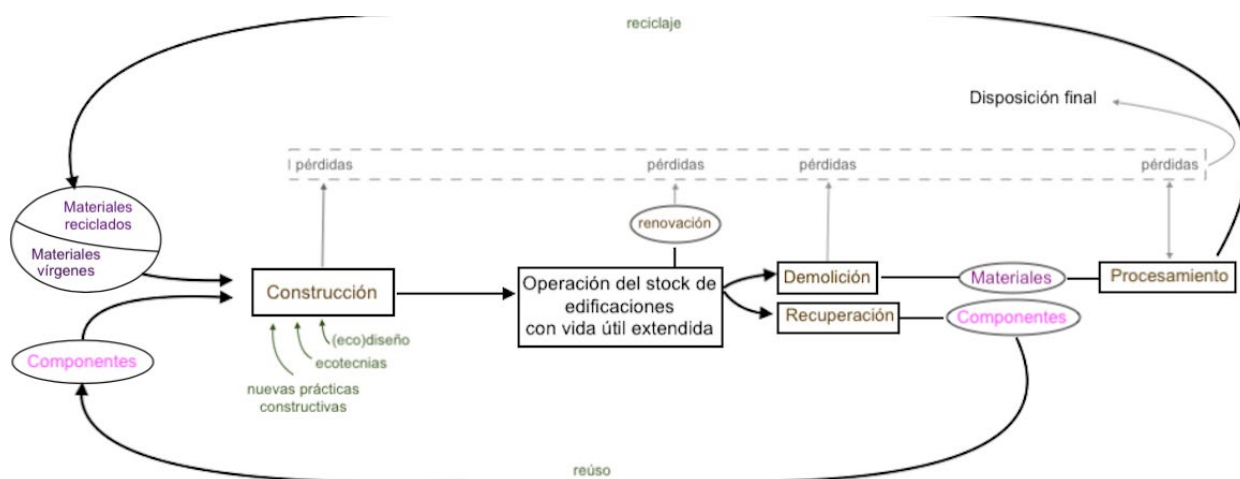 reciclaje
Disposición final
pérdidas
pérdidas
pérdidas
pérdidas
Materiales
reciclados
Materiales
vírgenes
renovación
Construcción
Operación del stock de
edificaciones
con vida útil extendida
Demolición
Materiales
Procesamiento
Recuperación
Componentes
Componentes
(eco)diseño
ecotecnias
nuevas prácticas
constructivas
reúso